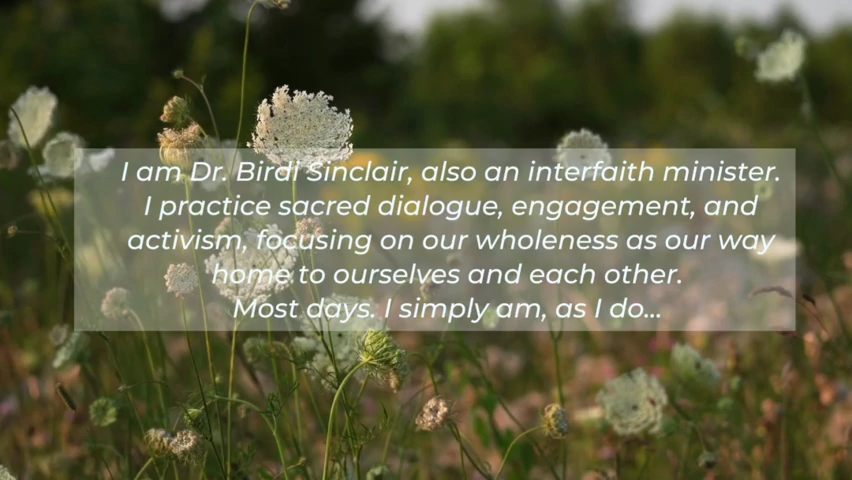 I am Dr. Birdi Sinclair, also an interfaith minister.
I practice sacred dialogue, engagement, and
activism, focusing on our wholeness as our way
home to ourselves and each other.
Most days. I simply am, as I do...